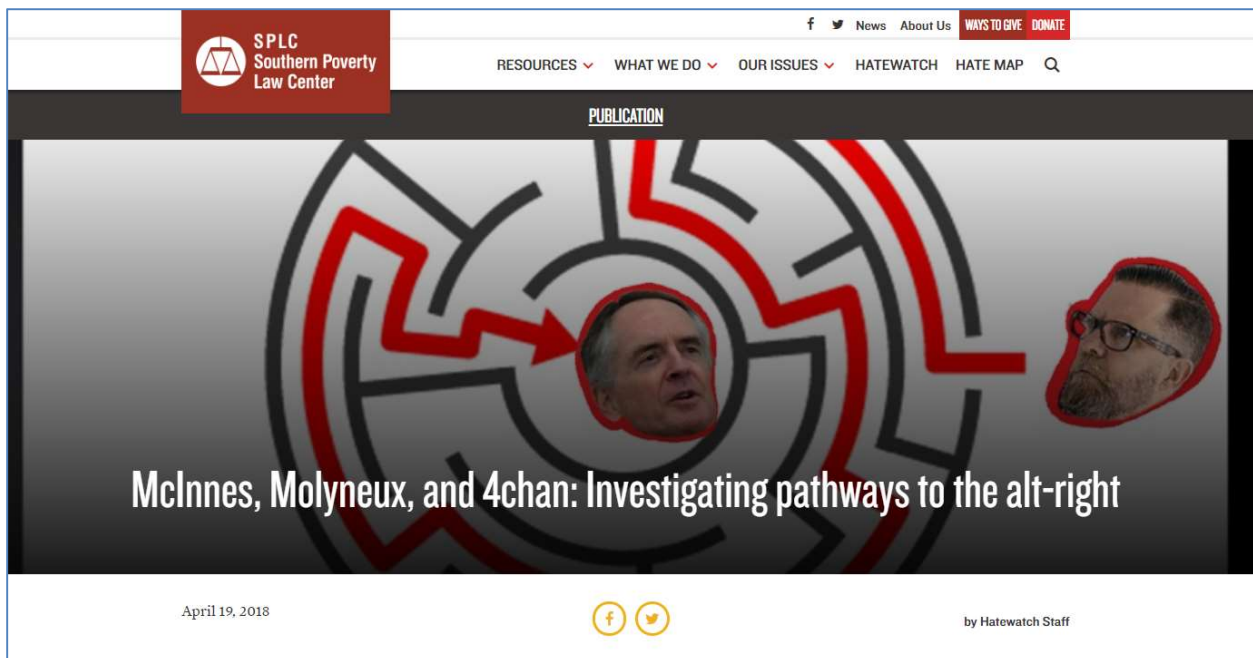 News About Us WAYS TO GIVE DONATE
SPLC
Southern Poverty
Law Center
RESOURCES WHAT WE DO OUR ISSUES HATEWATCH HATE MAP
PUBLICATION
McInnes, Molyneux, and 4chan: Investigating pathways to the alt-right
April 19, 2018
by Hatewatch Staff